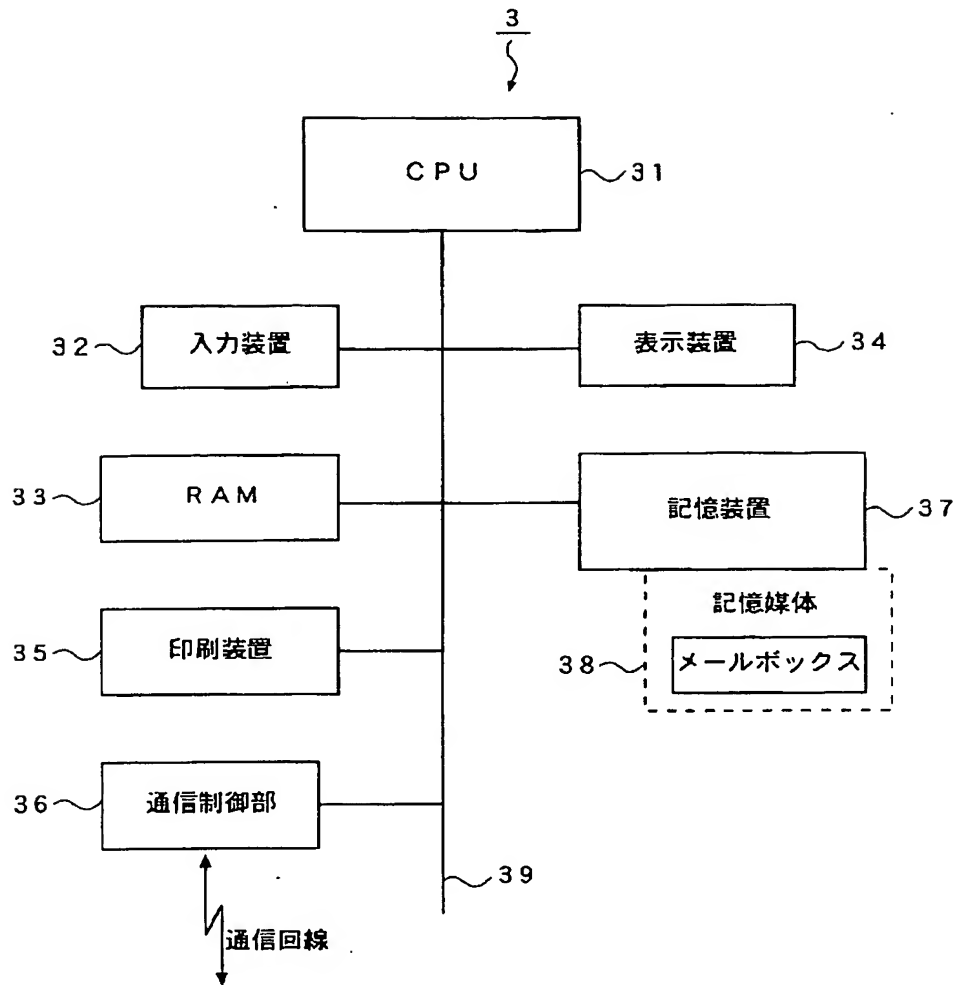 3
CPU
31
32
入力装置
表示装置
34
33
RAM
記憶装置
37
記憶媒体
35
印刷装置
38
メールボックス
36
通信制御部
39
通信回線